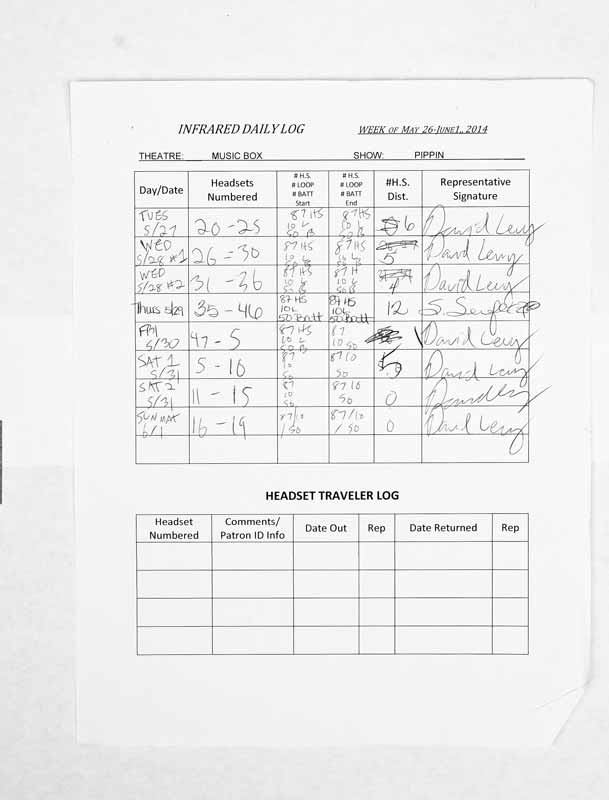 INFRARED DAILY LOG WEEK OF MAY 26-JUNE1, 2014
THEATRE: MUSIC BOX SHOW: PIPPIN
Day/Date Headsets Numbered # H.S. # LOOP # BATT Start # H.S. # LOOP # BATT End #H.S. Dist. Representative Signature
TUES 5/27 20 - 25 87 HS 10 L 50 B 87 HS 10 L 50 B 6 David Levy
WED 5/28 #1 26 - 30 87 HS 10 L 50 B 87 HS 10 L 50 B 5 David Levy
WED 5/28 #2 31 - 36 87 HS 10 L 50 B 87 H 10 L 50 B 4 David Levy
Thurs 5/29 35 - 46 87 HS 10L 50 Batt 87 HS 10L 50 Batt 12 S.
FRI 5/30 47 - 5 87 HS 10 L 50 B 87 10 50 David Levy
SAT 1 5/31 5 - 10 87 10 50 87/10 50 5 David Levy
SAT 2 5/31 11 - 15 87 10 50 87 10 50 0
SUN MAT 6/1 16 - 19 87/10 / 50 87/10 / 50 0 David Levy
HEADSET TRAVELER LOG
Headset Numbered Comments/ Patron ID Info Date Out Rep Date Returned Rep